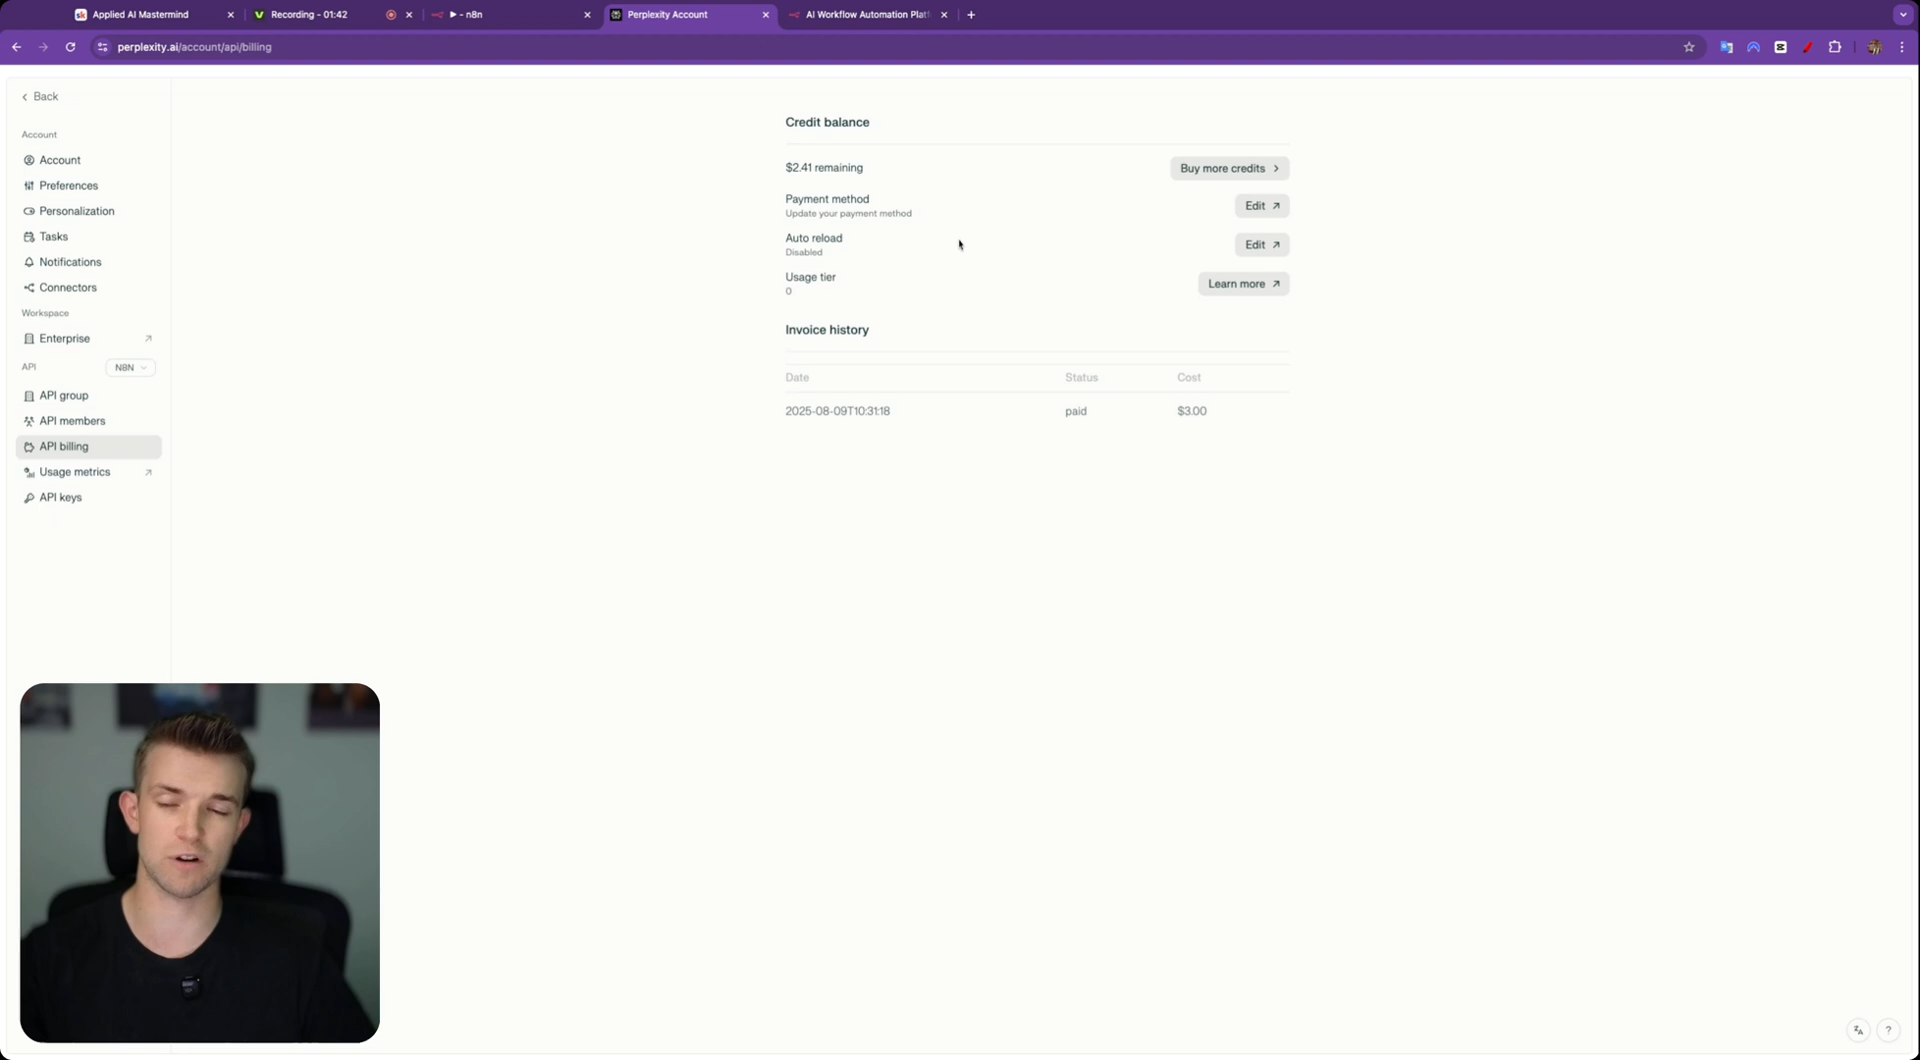 Applied AI Mastermind
Recording - 01:42
- n8n
Perplexity Account
AI Workflow Automation Platf
perplexity.ai/account/api/billing
Back
Account
Account
Preferences
Personalization
Tasks
Notifications
Connectors
Workspace
Enterprise
API
N8N
API group
API members
API billing
Usage metrics
API keys
Credit balance
$2.41 remaining
Buy more credits
Payment method
Update your payment method
Edit
Auto reload
Disabled
Edit
Usage tier
0
Learn more
Invoice history
Date Status Cost
2025-08-09T10:31:18 paid $3.00